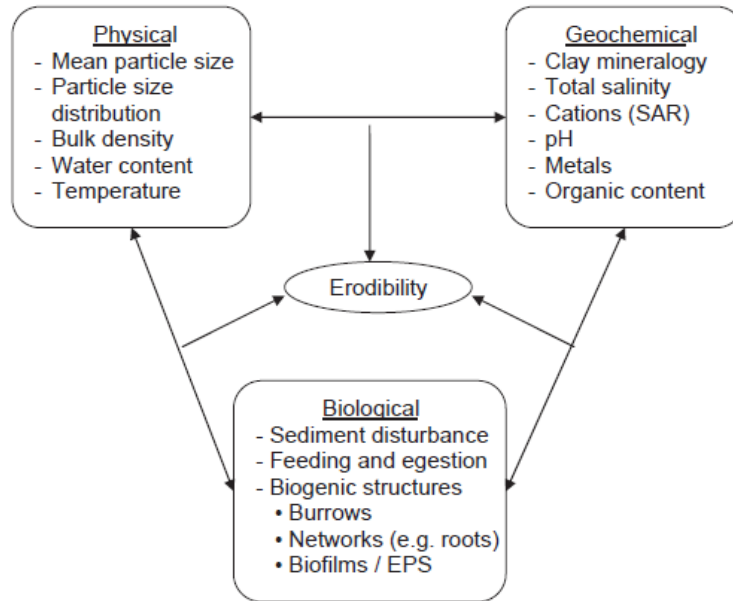 Physical
- Mean particle size
- Particle size
distribution
- Bulk density
- Water content
- Temperature
Geochemical
- Clay mineralogy
- Total salinity
- Cations (SAR)
- pH
- Metals
- Organic content
Erodibility
Biological
- Sediment disturbance
- Feeding and egestion
- Biogenic structures
• Burrows
• Networks (e.g. roots)
• Biofilms / EPS